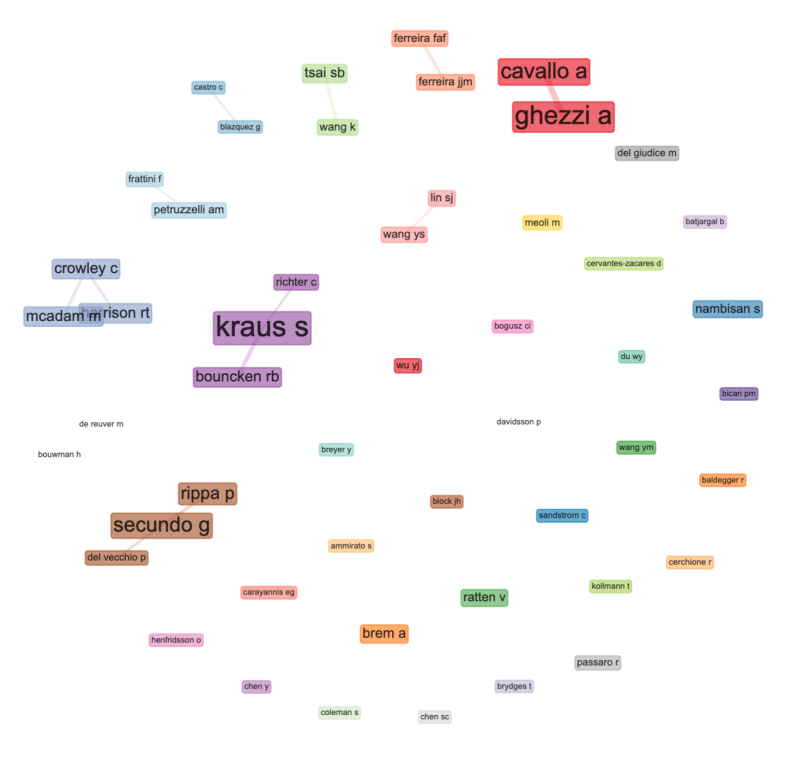 ferreira faf
cavallo a
tsai sb
ferreira jjm
castro c
ghezzi a
blazquez g
wang k
del giudice m
frattini f
lin sj
petruzzelli am
meoli m
batjargal b
wang ys
cervantes-zacares d
crowley c
richter c
nambisan s
harrison rt
mcadam m
kraus s
bogusz ci
du wy
wu yj
bouncken rb
bican pm
de reuver m
davidsson p
breyer y
wang ym
bouwman h
baldegger r
rippa p
block jh
sandstrom c
secundo g
ammirato s
del vecchio p
cerchione r
kollmann t
carayannis eg
ratten v
brem a
henfridsson o
passaro r
chen y
brydges t
coleman s
chen sc